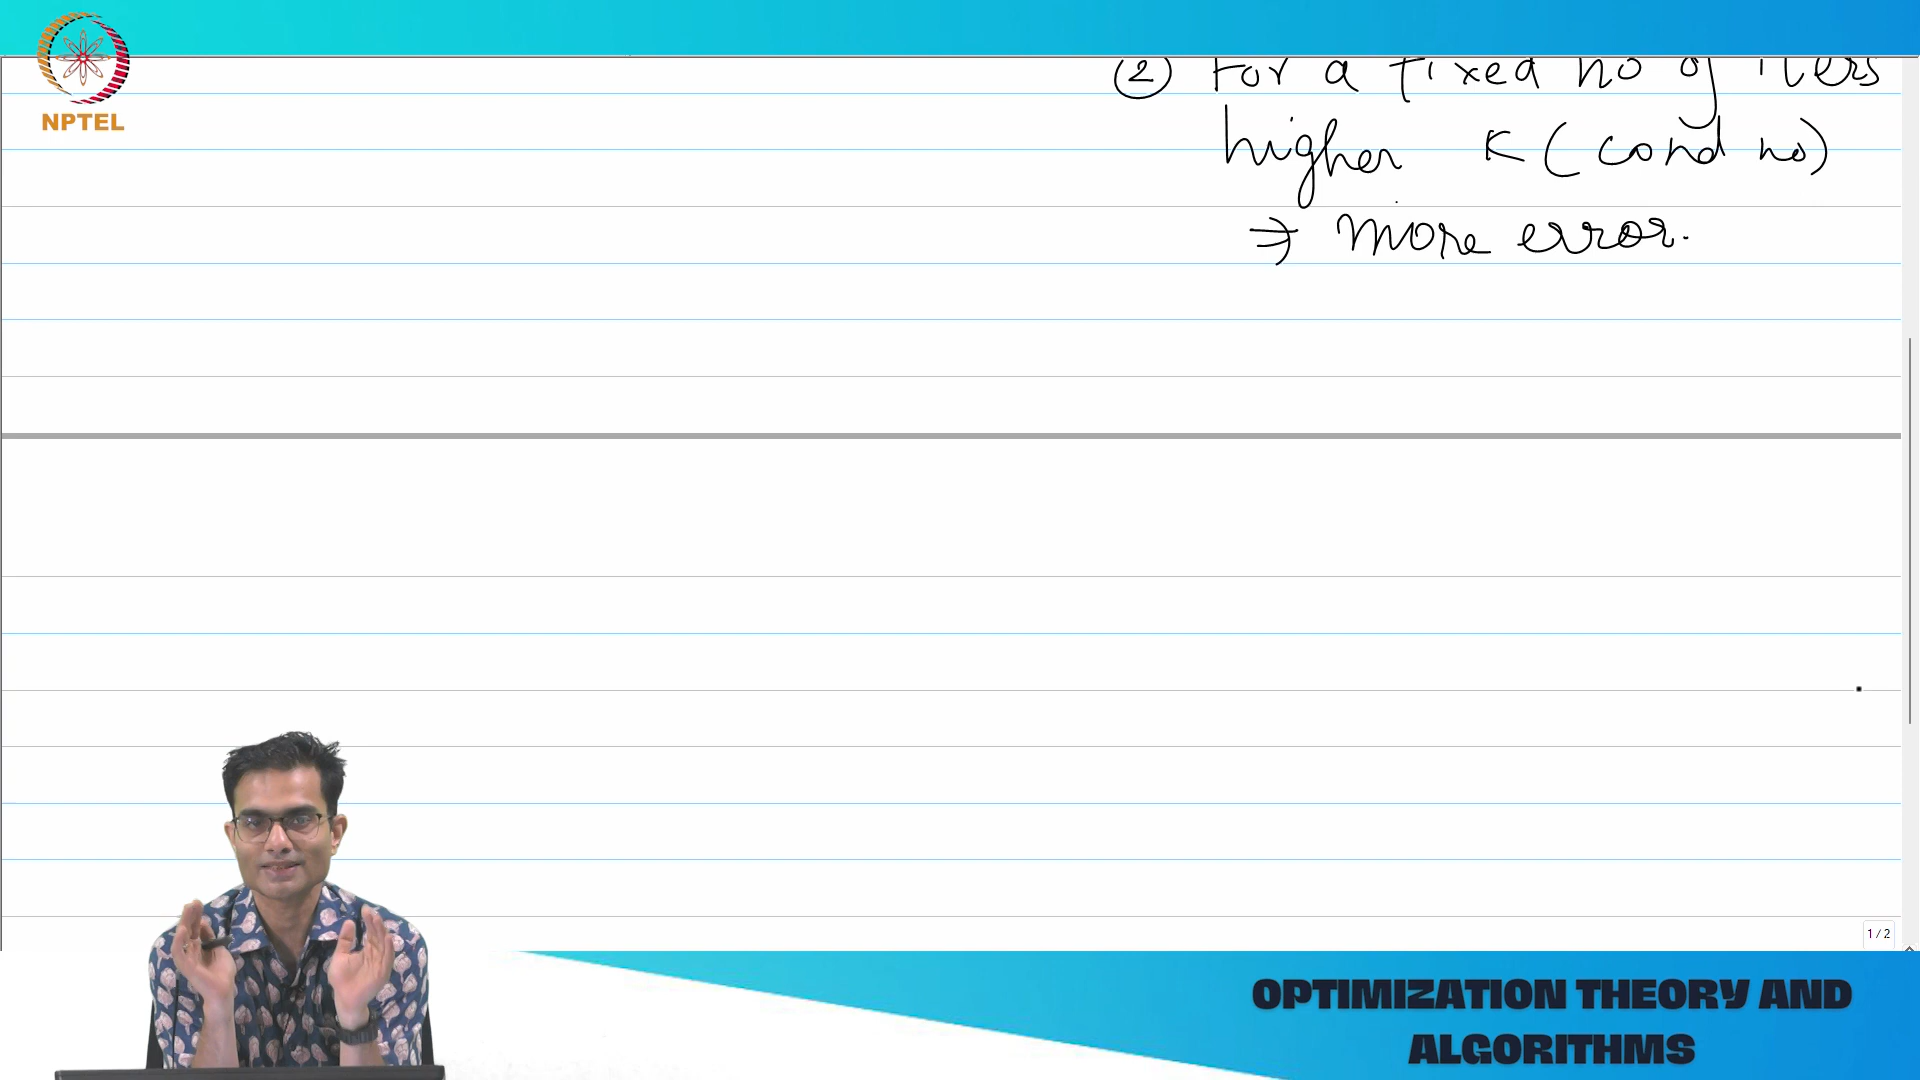 NPTEL
② For a fixed no of iters
higher K (cond no)
⇒ more error.
1 / 2
OPTIMIZATION THEORY AND
ALGORITHMS